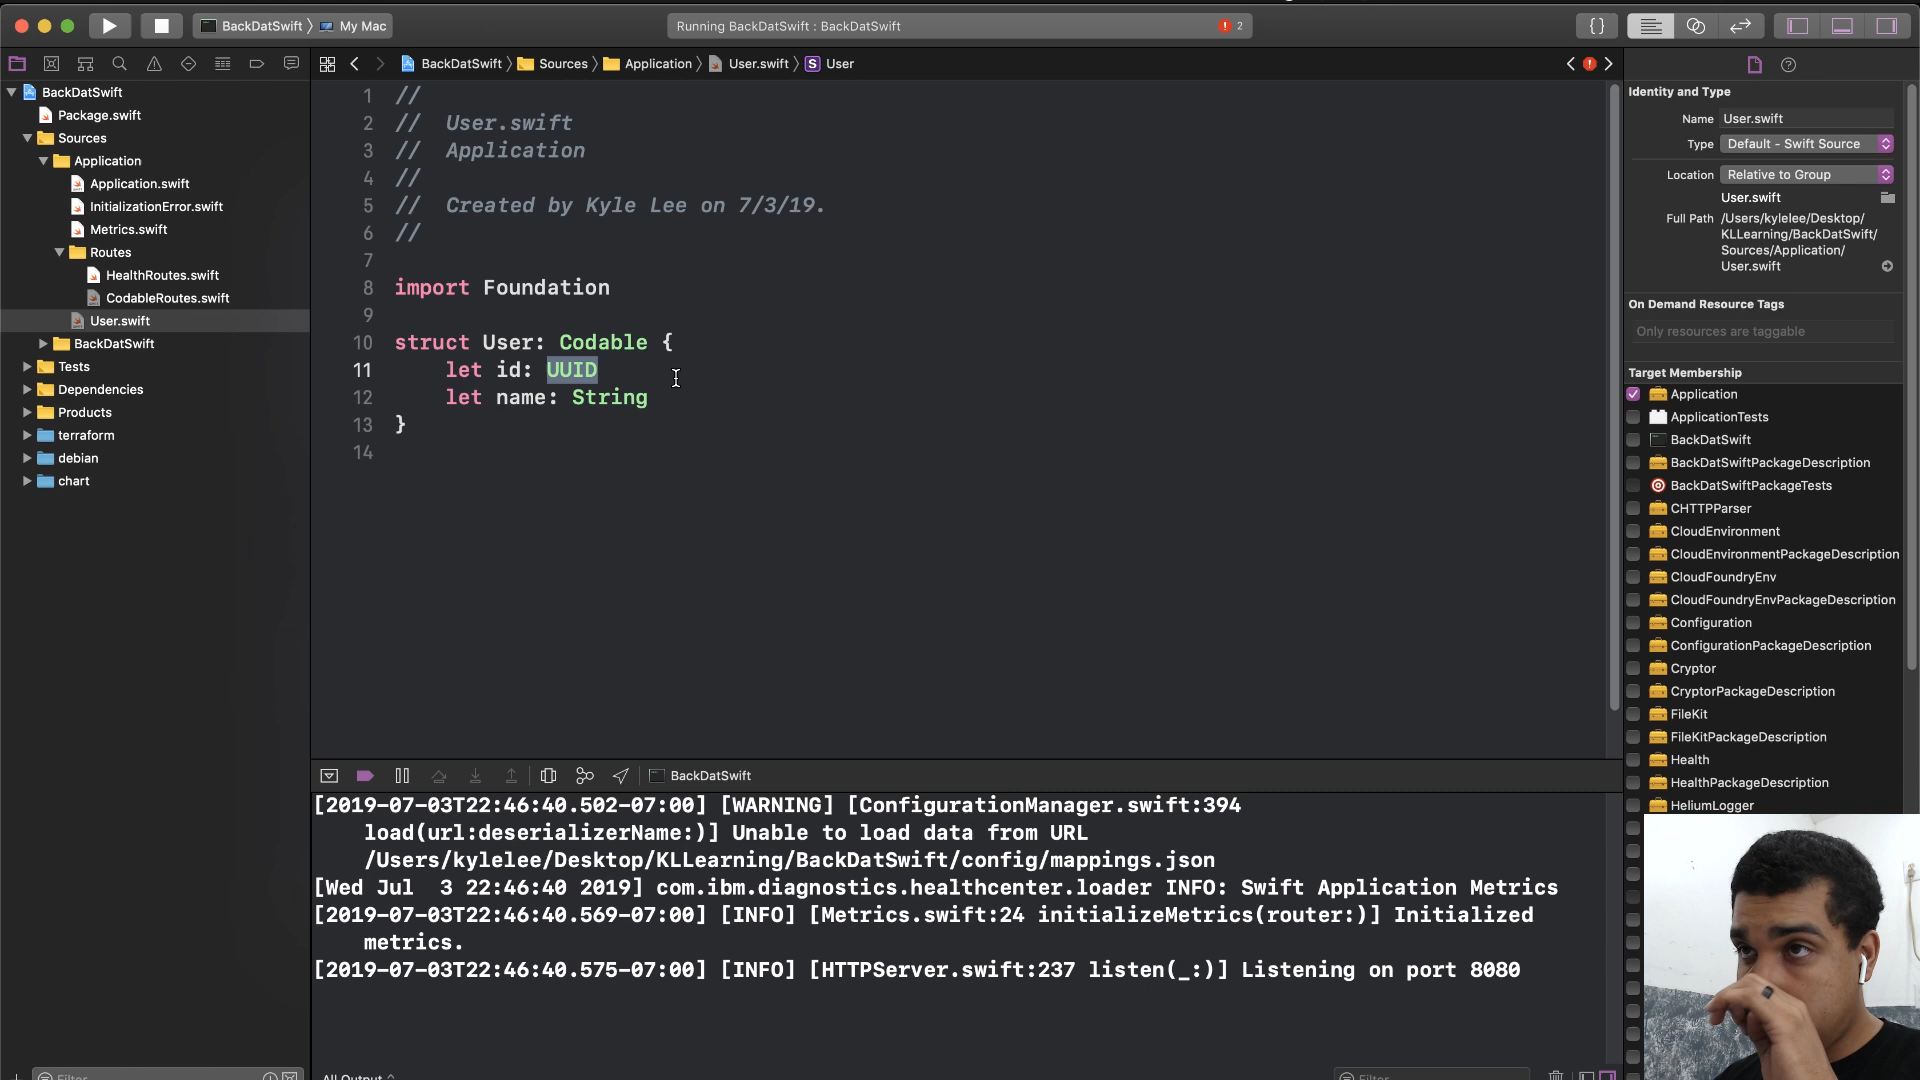 BackDatSwift
My Mac
Running BackDatSwift : BackDatSwift
2
{}
BackDatSwift
Sources
Application
User.swift
S
User
BackDatSwift
Package.swift
Sources
Application
Application.swift
InitializationError.swift
Metrics.swift
Routes
HealthRoutes.swift
CodableRoutes.swift
User.swift
BackDatSwift
Tests
Dependencies
Products
terraform
debian
chart
1 //
2 //  User.swift
3 //  Application
4 //
5 //  Created by Kyle Lee on 7/3/19.
6 //
7
8 import Foundation
9
10 struct User: Codable {
11     let id: UUID
12     let name: String
13 }
14
BackDatSwift
[2019-07-03T22:46:40.502-07:00] [WARNING] [ConfigurationManager.swift:394
load(url:deserializerName:)] Unable to load data from URL
/Users/kylelee/Desktop/KLLearning/BackDatSwift/config/mappings.json
[Wed Jul  3 22:46:40 2019] com.ibm.diagnostics.healthcenter.loader INFO: Swift Application Metrics
[2019-07-03T22:46:40.569-07:00] [INFO] [Metrics.swift:24 initializeMetrics(router:)] Initialized
metrics.
[2019-07-03T22:46:40.575-07:00] [INFO] [HTTPServer.swift:237 listen(_:)] Listening on port 8080
All Output
Filter
Filter
Identity and Type
Name User.swift
Type Default - Swift Source
Location Relative to Group
User.swift
Full Path /Users/kylelee/Desktop/
KLLearning/BackDatSwift/
Sources/Application/
User.swift
On Demand Resource Tags
Only resources are taggable
Target Membership
Application
ApplicationTests
BackDatSwift
BackDatSwiftPackageDescription
BackDatSwiftPackageTests
CHTTPParser
CloudEnvironment
CloudEnvironmentPackageDescription
CloudFoundryEnv
CloudFoundryEnvPackageDescription
Configuration
ConfigurationPackageDescription
Cryptor
CryptorPackageDescription
FileKit
FileKitPackageDescription
Health
HealthPackageDescription
HeliumLogger